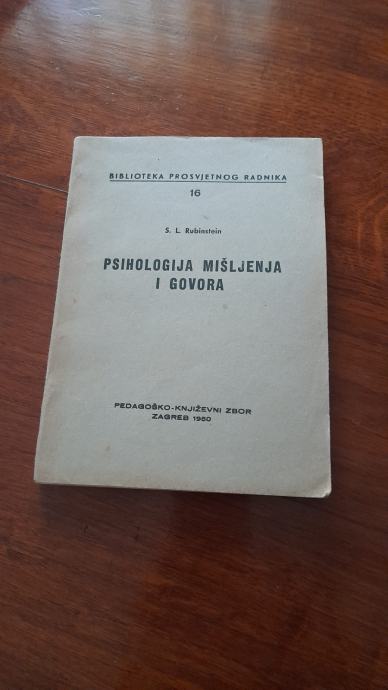 BIBLIOTEKA PROSVJETNOG RADNIKA
16
S. L. Rubinstein
PSIHOLOGIJA MIŠLJENJA
I GOVORA
PEDAGOŠKO-KNJIŽEVNI ZBOR
ZAGREB 1950